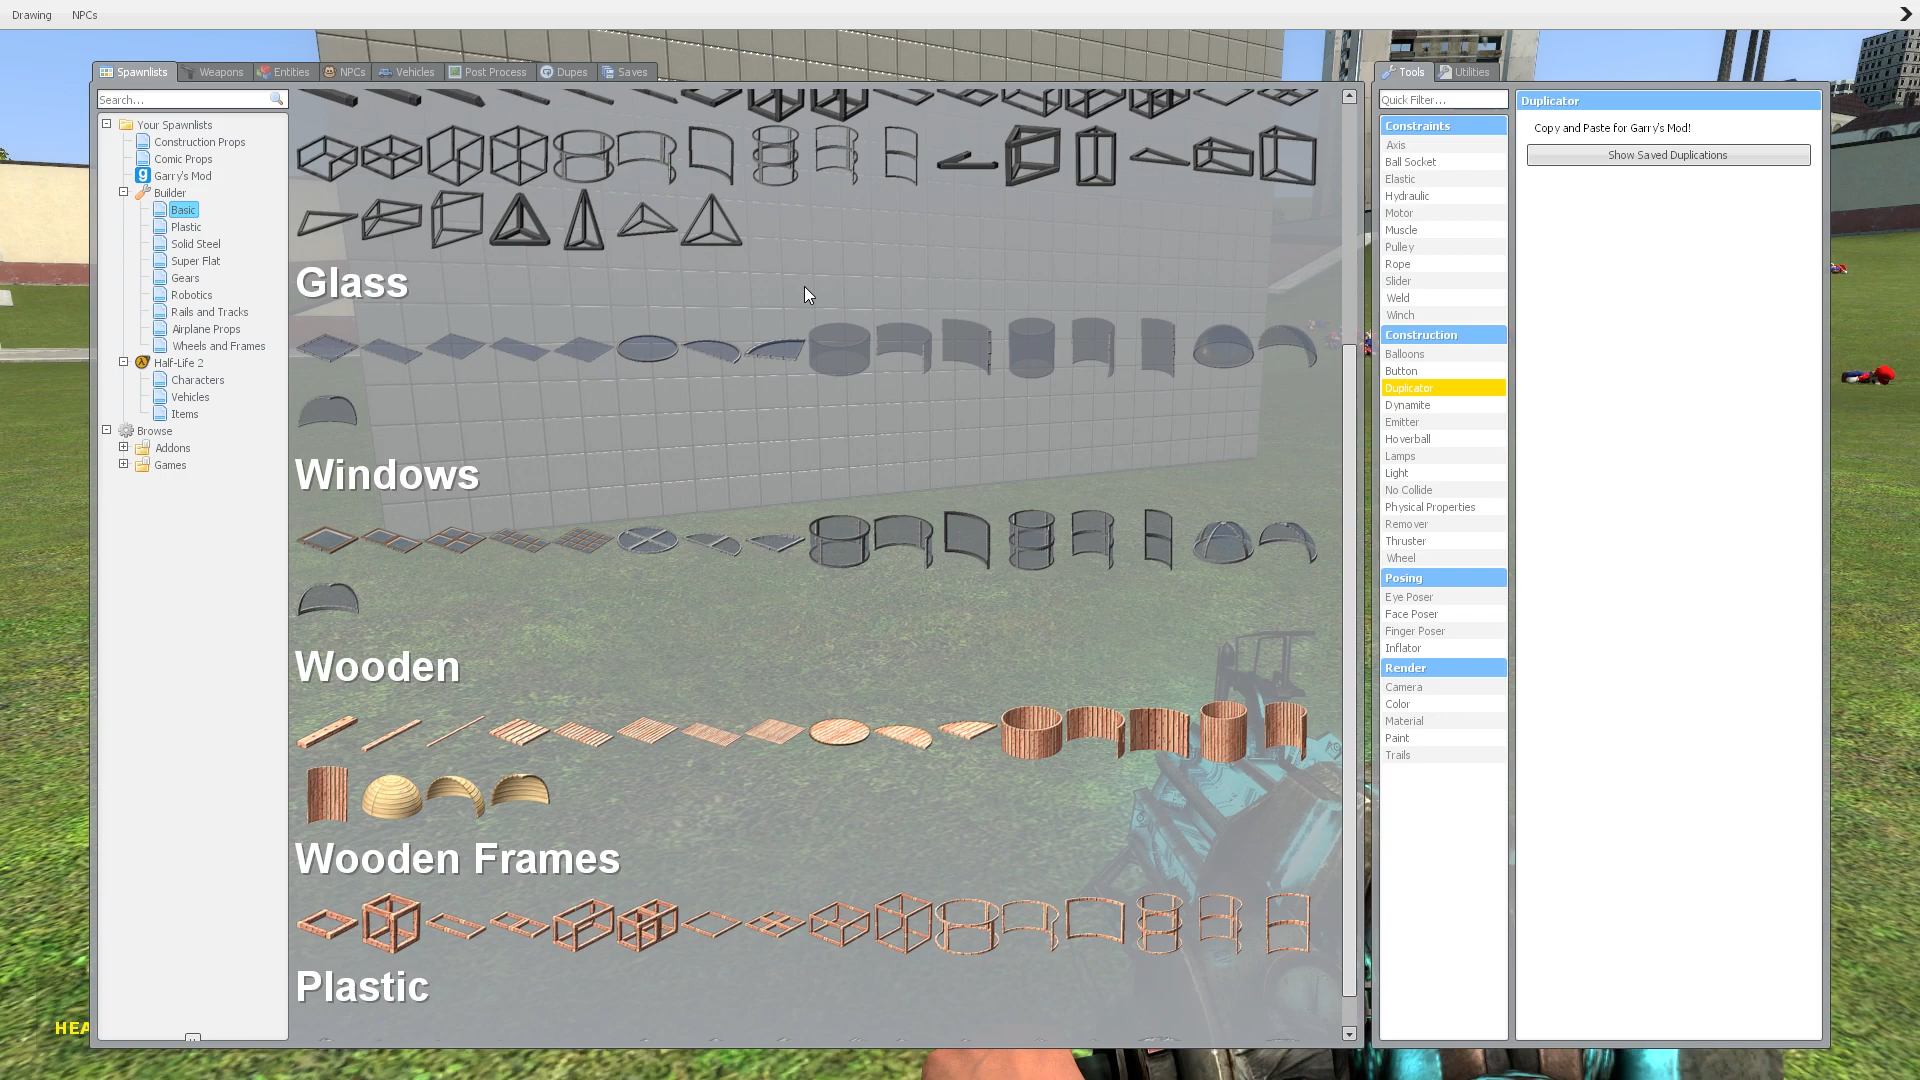 Drawing NPCs
Spawnlists Weapons Entities NPCs Vehicles Post Process Dupes Saves
Search...
Your Spawnlists
Construction Props
Comic Props
Garry's Mod
Builder
Basic
Plastic
Solid Steel
Super Flat
Gears
Robotics
Rails and Tracks
Airplane Props
Wheels and Frames
Half-Life 2
Characters
Vehicles
Items
Browse
Addons
Games
Glass
Windows
Wooden
Wooden Frames
Plastic
HEA
Tools Utilities
Quick Filter...
Constraints
Axis
Ball Socket
Elastic
Hydraulic
Motor
Muscle
Pulley
Rope
Slider
Weld
Winch
Construction
Balloons
Button
Duplicator
Dynamite
Emitter
Hoverball
Lamps
Light
No Collide
Physical Properties
Remover
Thruster
Wheel
Posing
Eye Poser
Face Poser
Finger Poser
Inflator
Render
Camera
Color
Material
Paint
Trails
Duplicator
Copy and Paste for Garry's Mod!
Show Saved Duplications